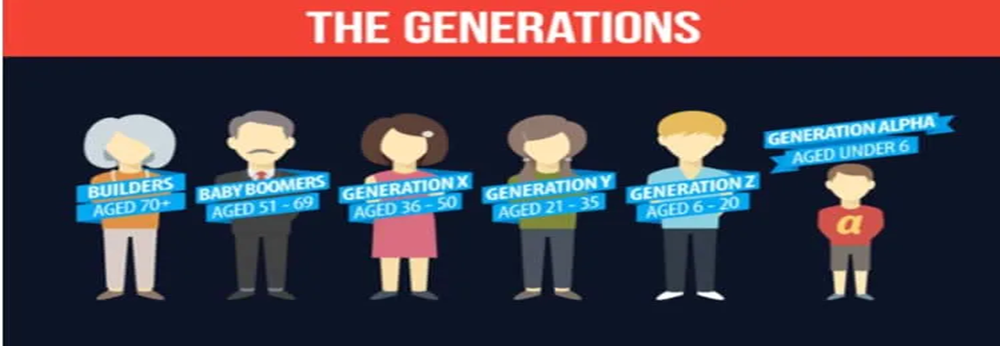 THE GENERATIONS
BUILDERS
AGED 70+
BABY BOOMERS
AGED 51 - 69
GENERATION X
AGED 36 - 50
GENERATION Y
AGED 21 - 35
GENERATION Z
AGED 6 - 20
GENERATION ALPHA
AGED UNDER 6
a